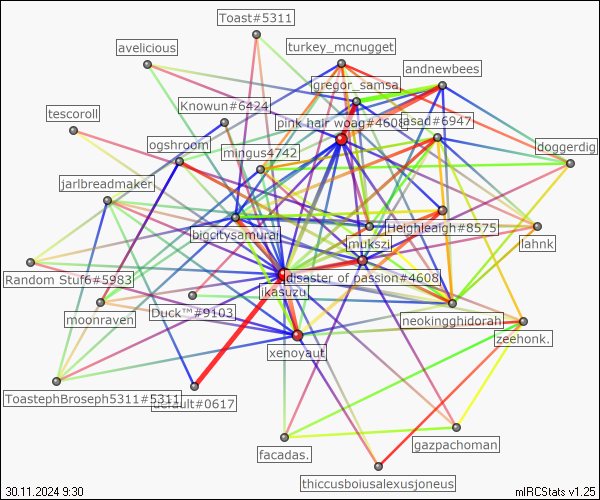 Toast#5311
avelicious
turkey_mcnugget
andnewbees
gregor_samsa
Knowun#6424
tescoroll
pink hair woag#4608
asad#6947
ogshroom
mingus4742
doggerdig
jarlbreadmaker
bigcitysamurai
Heighleigh#8575
mukszi
lahnk
Random Stuf6#5983
disaster of passion#4608
ikasuzu
moonraven
Duck™#9103
neokingghidorah
zeehonk.
xenoyaut
ToastephBroseph5311#5311
default#0617
gazpachoman
facadas.
thiccusboiusalexusjoneus
30.11.2024 9:30
mIRCStats v1.25